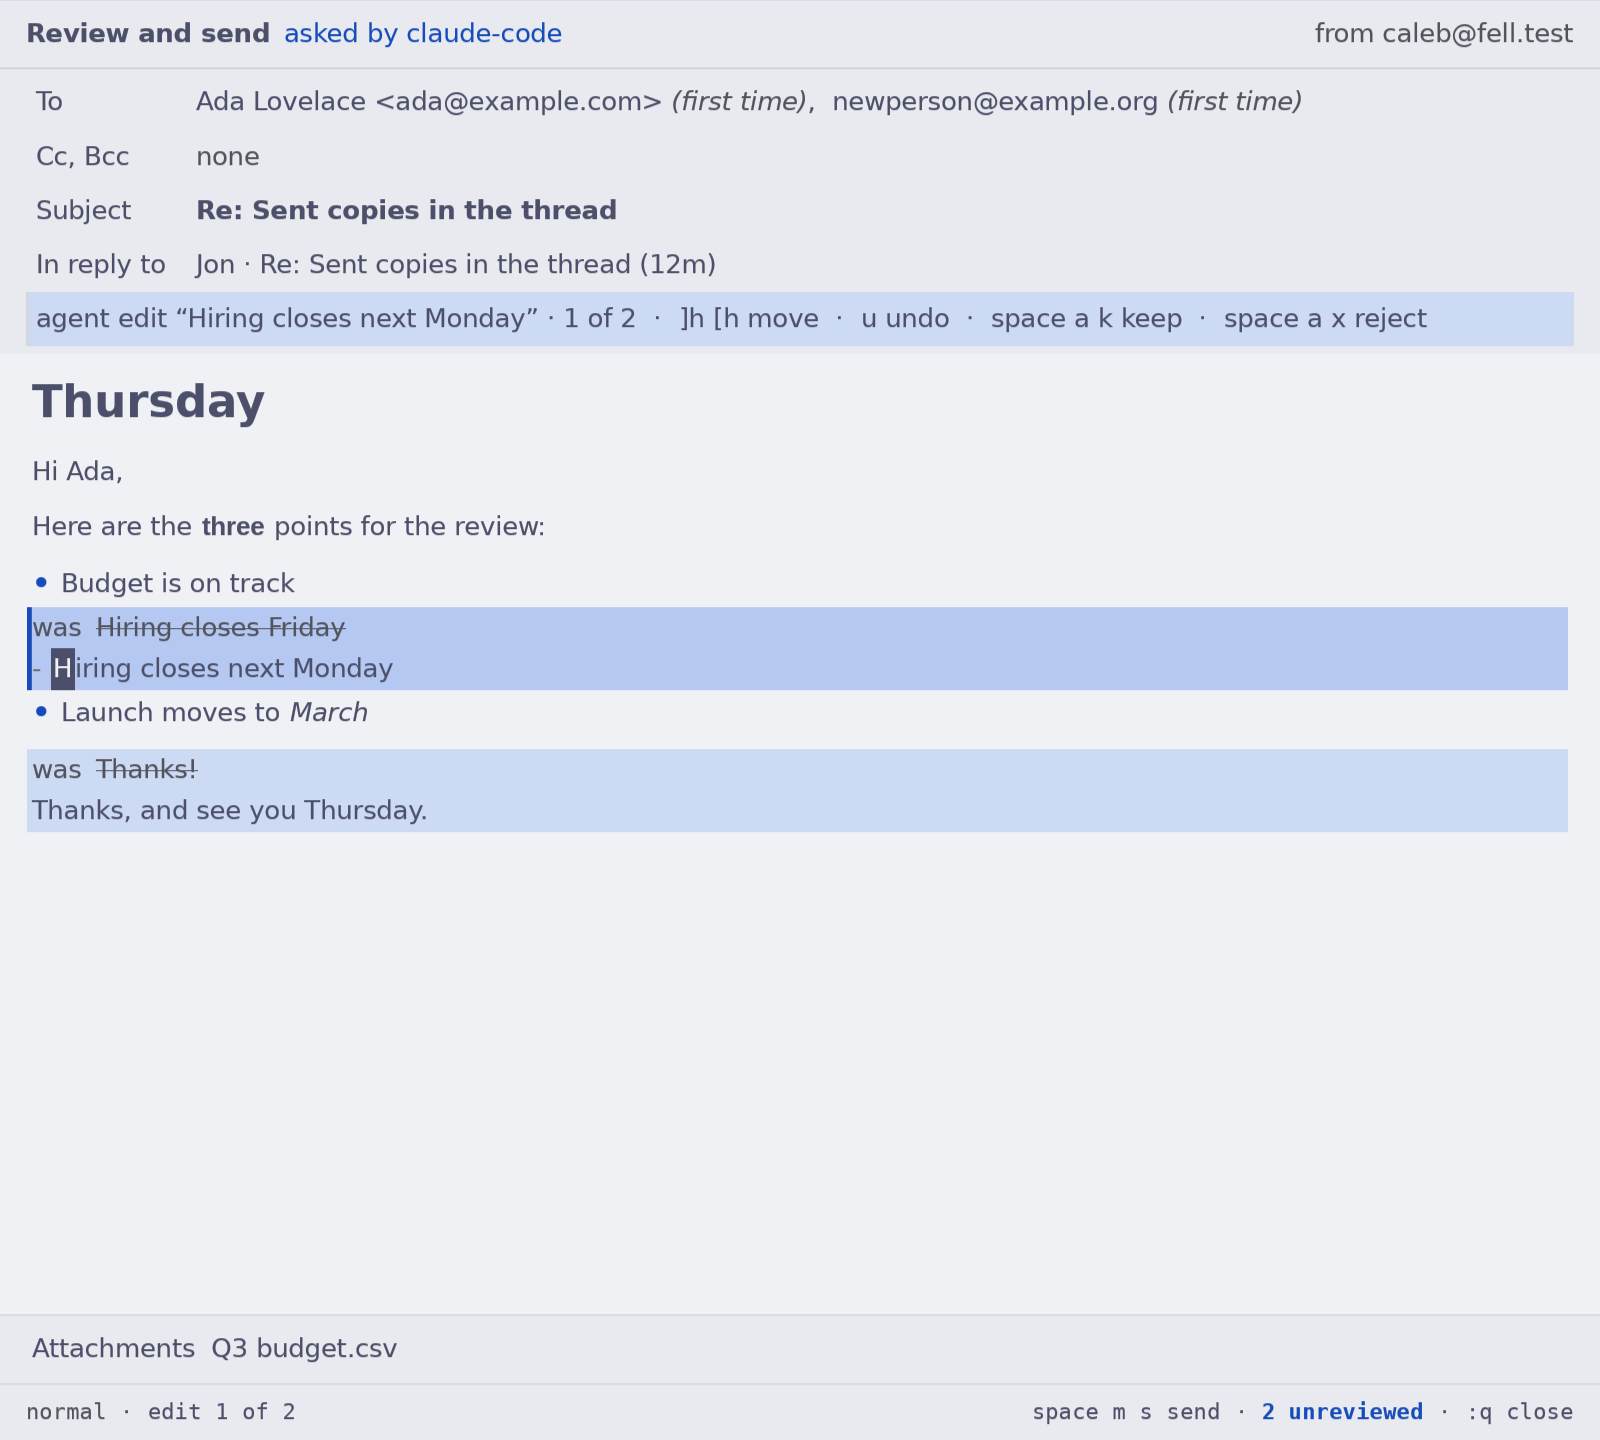 Review and send asked by claude-code from caleb@fell.test
To Ada Lovelace <ada@example.com> (first time), newperson@example.org (first time)
Cc, Bcc none
Subject Re: Sent copies in the thread
In reply to Jon · Re: Sent copies in the thread (12m)
agent edit “Hiring closes next Monday” · 1 of 2 · ]h [h move · u undo · space a k keep · space a x reject
Thursday
Hi Ada,
Here are the three points for the review:
• Budget is on track
was Hiring closes Friday
- Hiring closes next Monday
• Launch moves to March
was Thanks!
Thanks, and see you Thursday.
Attachments Q3 budget.csv
normal · edit 1 of 2 space m s send · 2 unreviewed · :q close